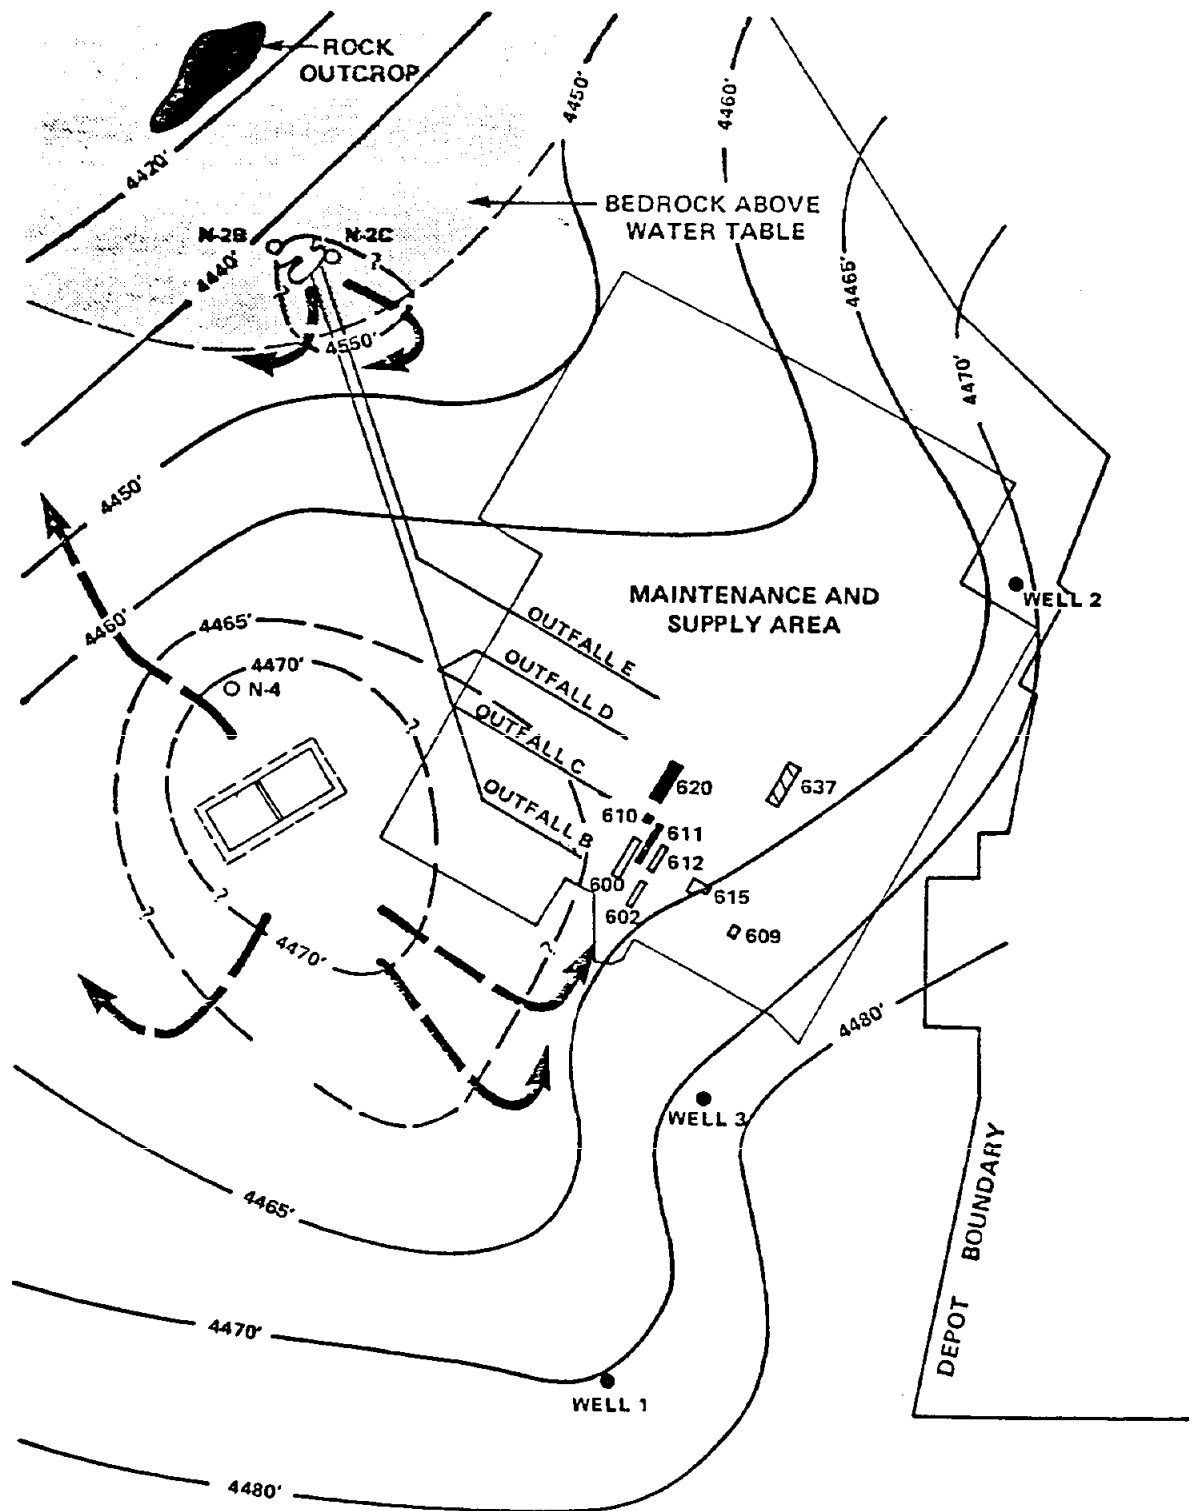 ROCK
OUTCROP
4420'
4450'
4460'
BEDROCK ABOVE
WATER TABLE
N-2B
N-2C
?
4440'
?
4465'
4550'
4470'
4450'
MAINTENANCE AND
SUPPLY AREA
WELL 2
4460'
4465'
OUTFALL E
4470'
N-4
OUTFALL D
?
OUTFALL C
620
637
OUTFALL B
610
611
612
600
615
602
609
?
?
4470'
?
4480'
WELL 3
4465'
DEPOT BOUNDARY
4470'
WELL 1
4480'